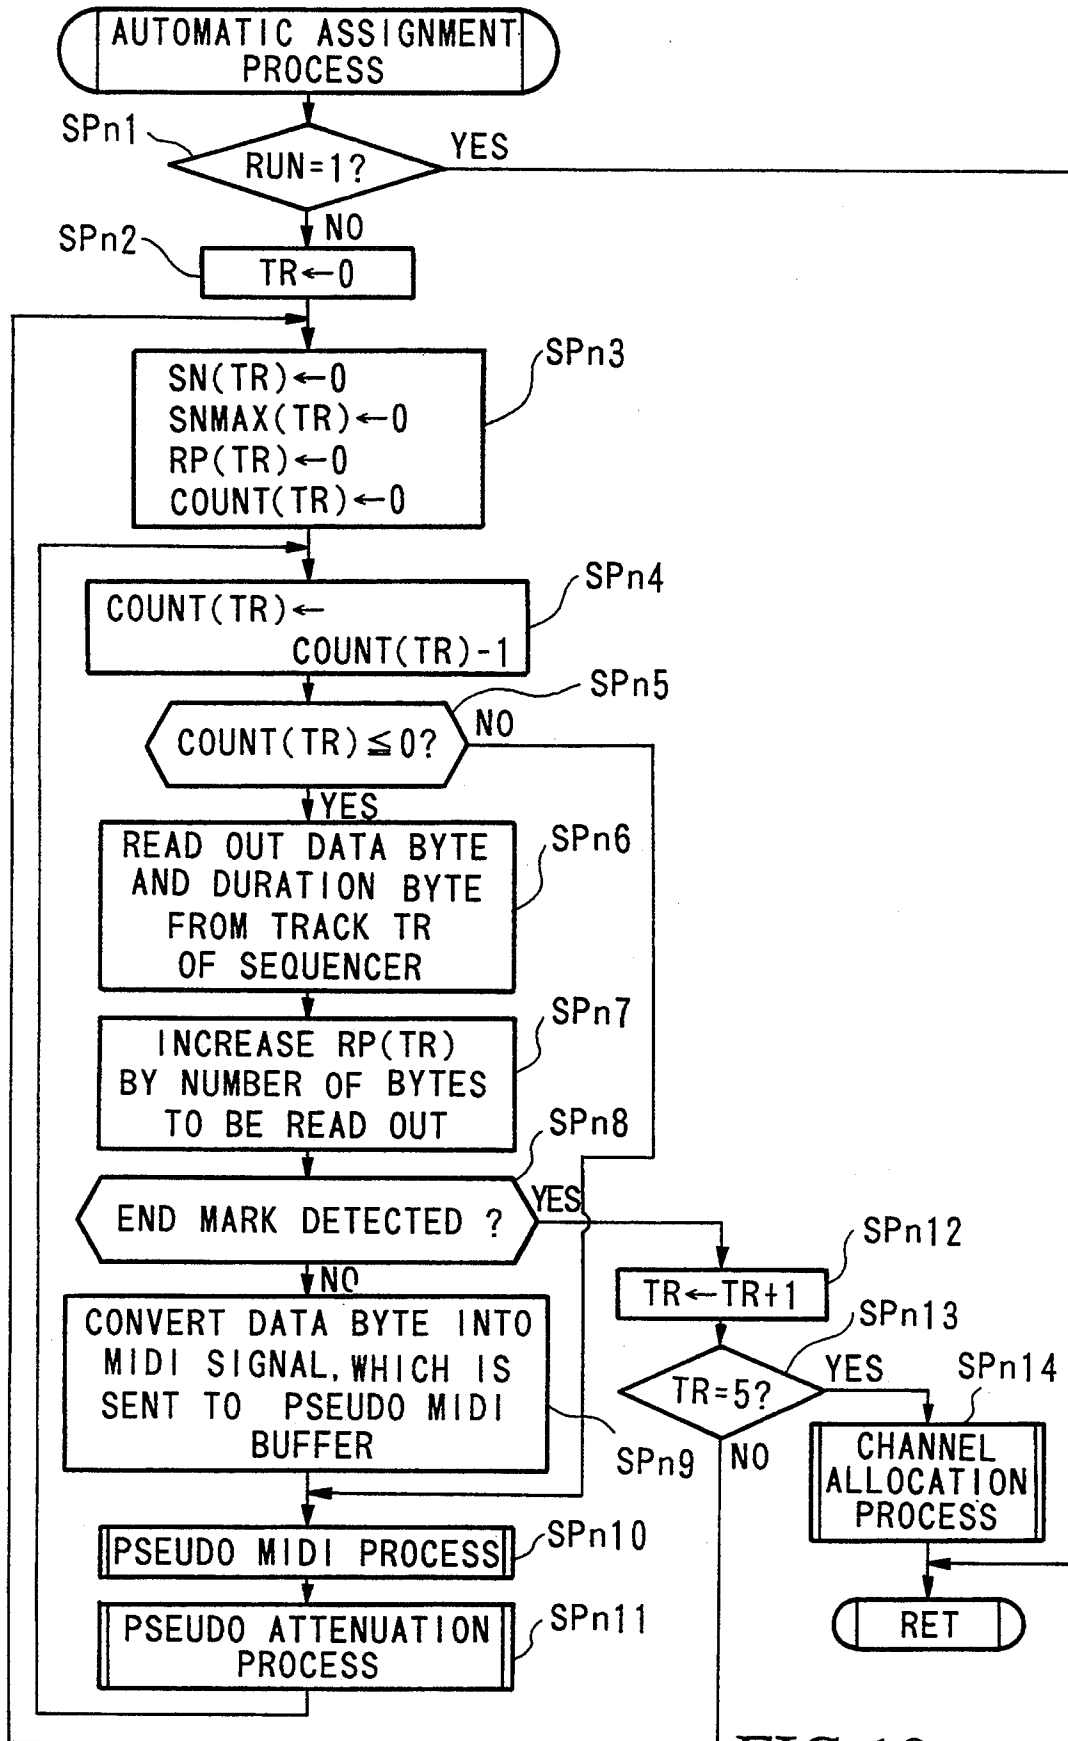 AUTOMATIC ASSIGNMENT
PROCESS
SPn1
RUN=1?
YES
NO
SPn2
TR←0
SPn3
SN(TR)←0
SNMAX(TR)←0
RP(TR)←0
COUNT(TR)←0
SPn4
COUNT(TR)←
COUNT(TR)-1
SPn5
COUNT(TR)≦0?
NO
YES
SPn6
READ OUT DATA BYTE
AND DURATION BYTE
FROM TRACK TR
OF SEQUENCER
SPn7
INCREASE RP(TR)
BY NUMBER OF BYTES
TO BE READ OUT
SPn8
END MARK DETECTED ?
YES
NO
SPn9
CONVERT DATA BYTE INTO
MIDI SIGNAL, WHICH IS
SENT TO PSEUDO MIDI
BUFFER
SPn10
PSEUDO MIDI PROCESS
SPn11
PSEUDO ATTENUATION
PROCESS
SPn12
TR←TR+1
SPn13
TR=5?
YES
NO
SPn14
CHANNEL
ALLOCATION
PROCESS
RET